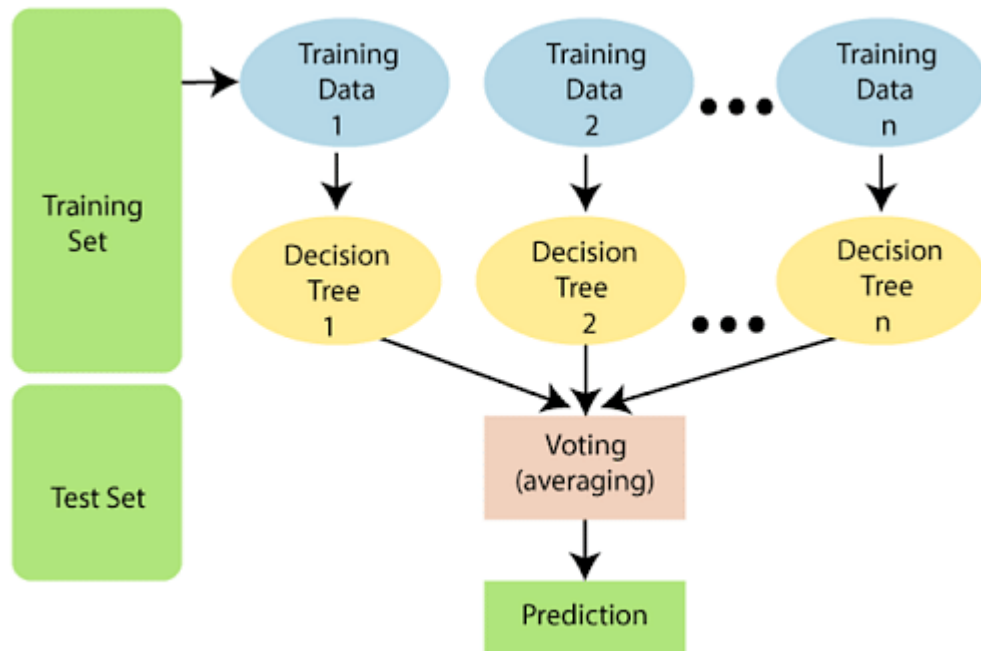 Training
Set
Test Set
Training
Data
1
Training
Data
2
Training
Data
n
Decision
Tree
1
Decision
Tree
2
Decision
Tree
n
Voting
(averaging)
Prediction